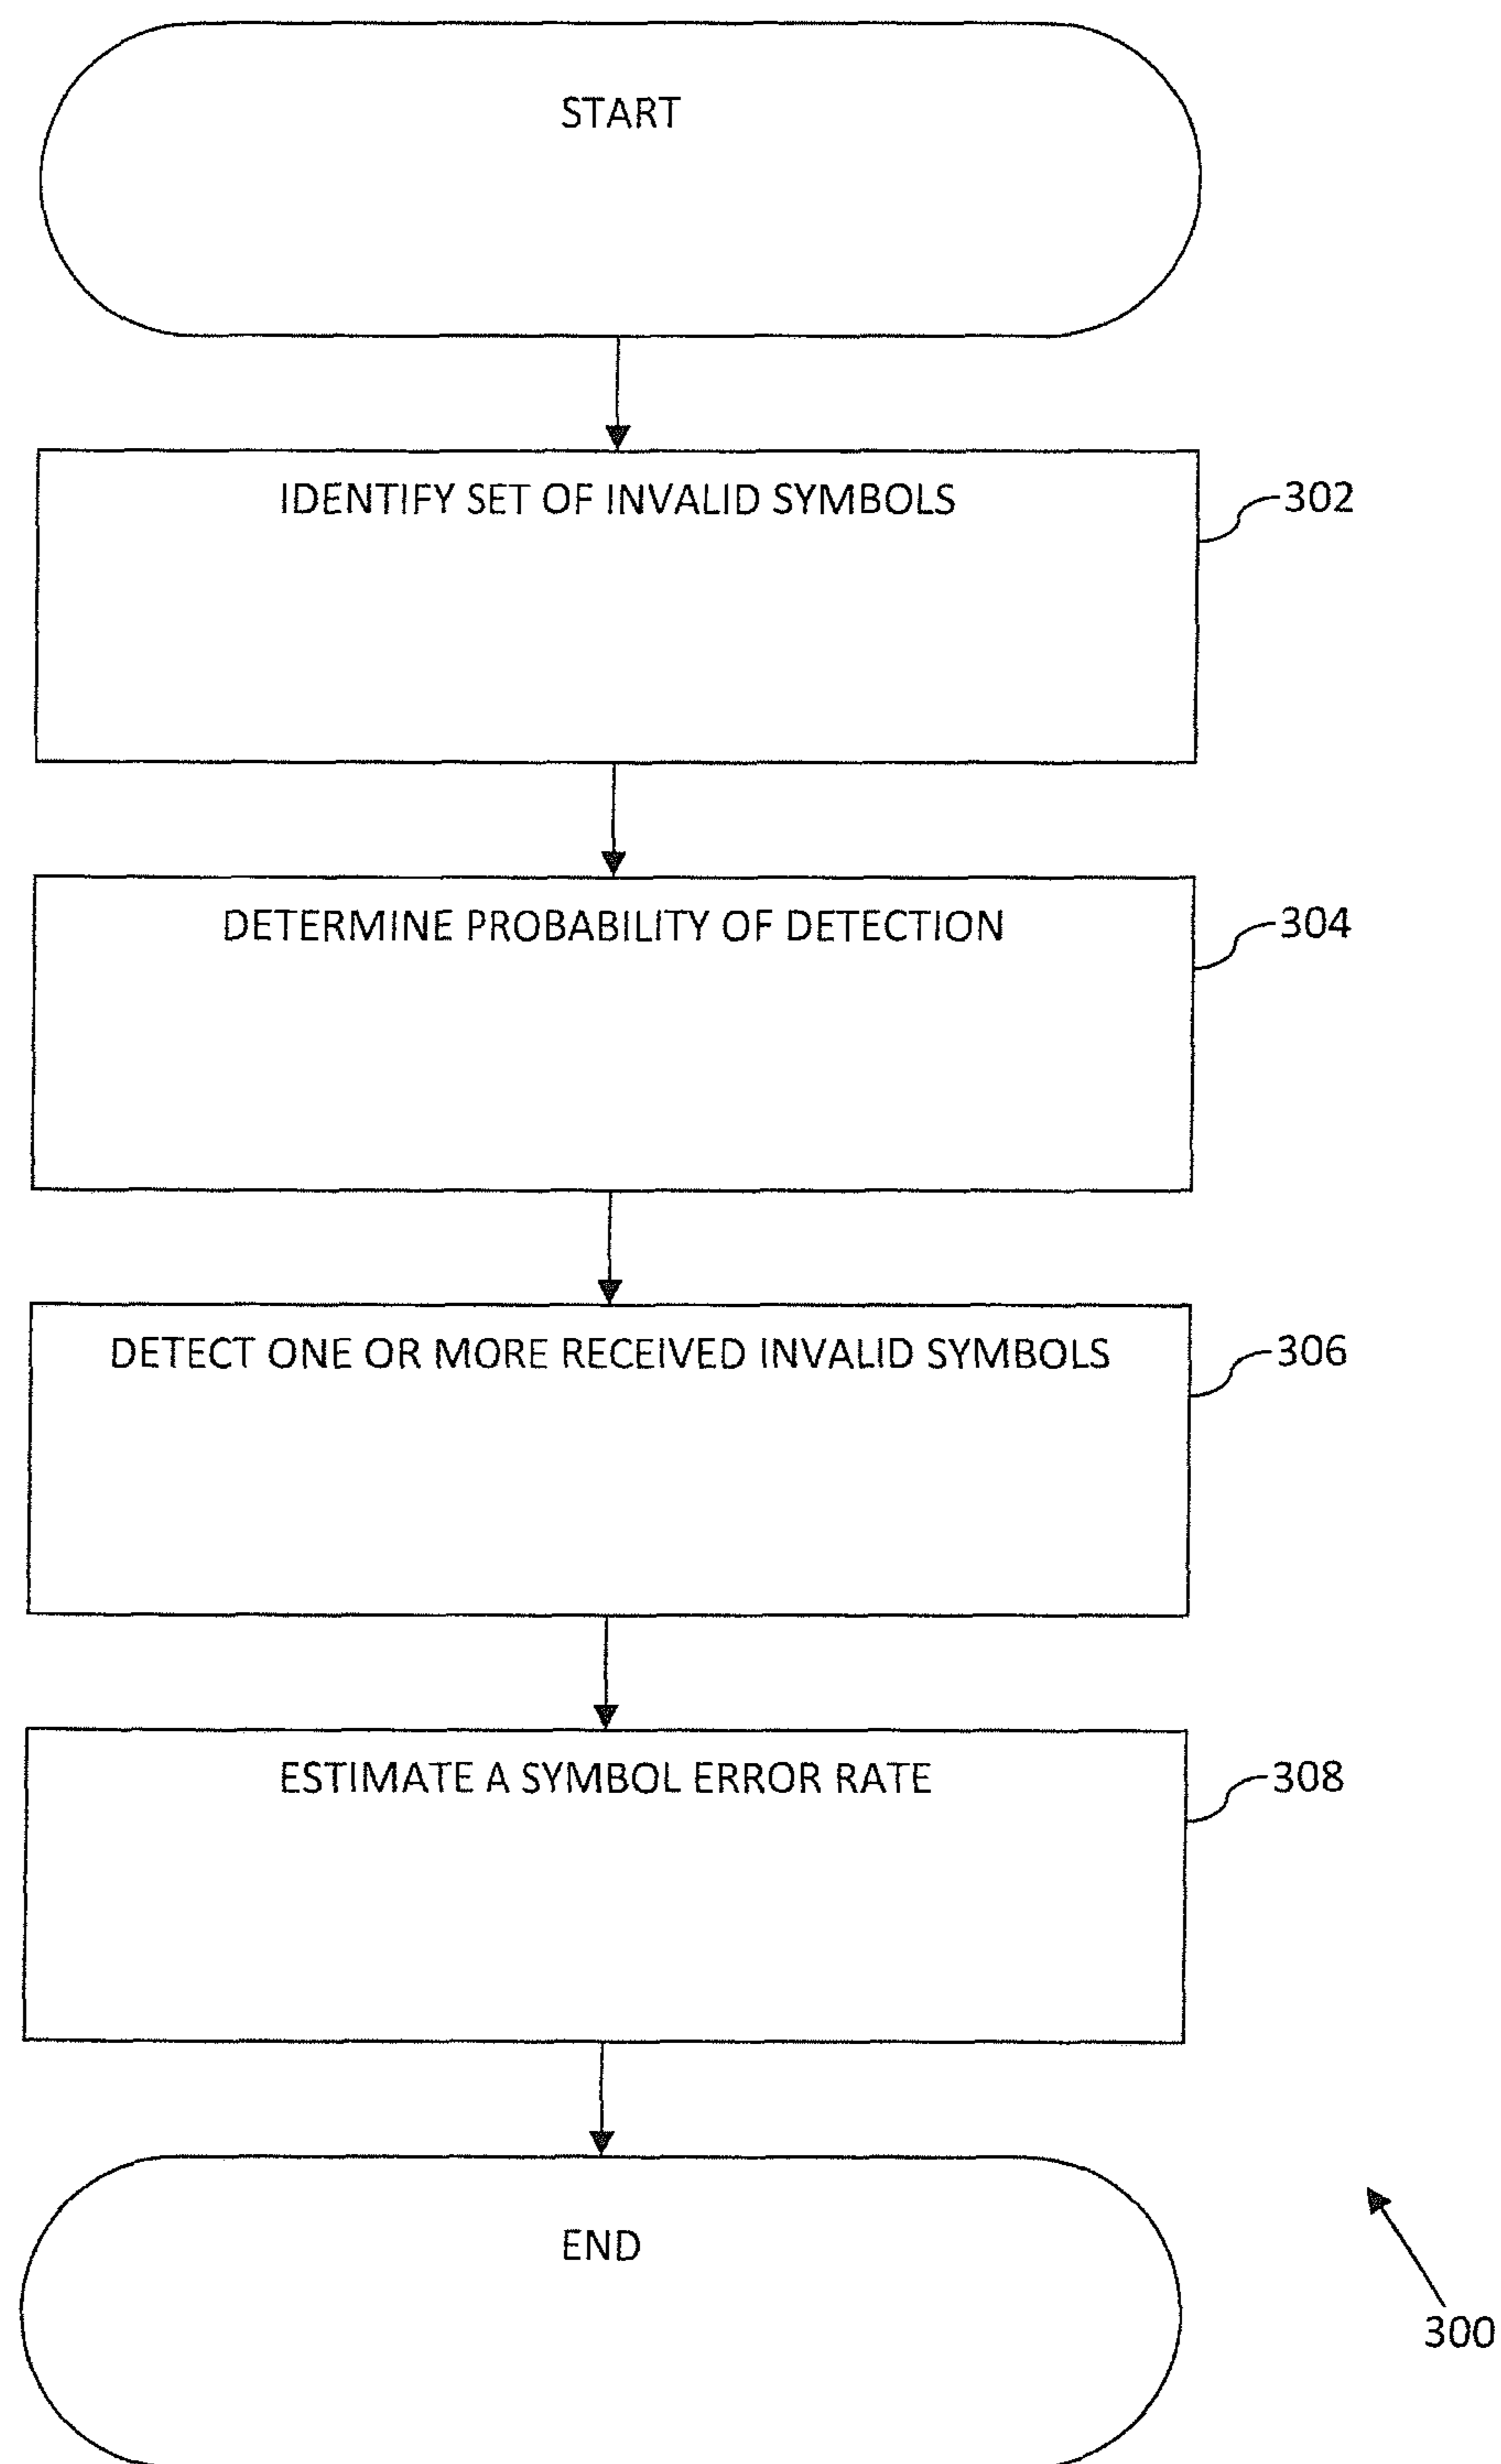 START
IDENTIFY SET OF INVALID SYMBOLS
302
DETERMINE PROBABILITY OF DETECTION
304
DETECT ONE OR MORE RECEIVED INVALID SYMBOLS
306
ESTIMATE A SYMBOL ERROR RATE
308
END
300